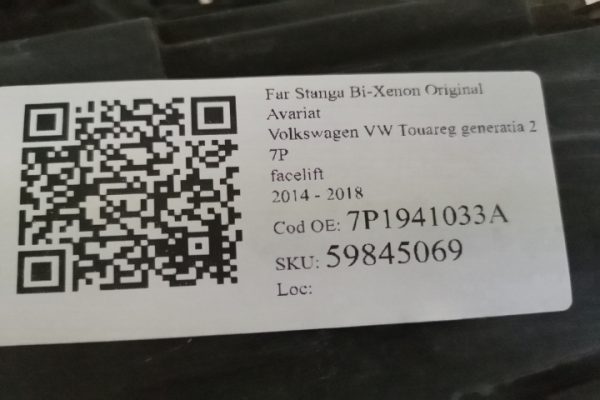 Far Stanga Bi-Xenon Original
Avariat
Volkswagen VW Touareg generatia 2
7P
facelift
2014 - 2018
Cod OE: 7P1941033A
SKU: 59845069
Loc: